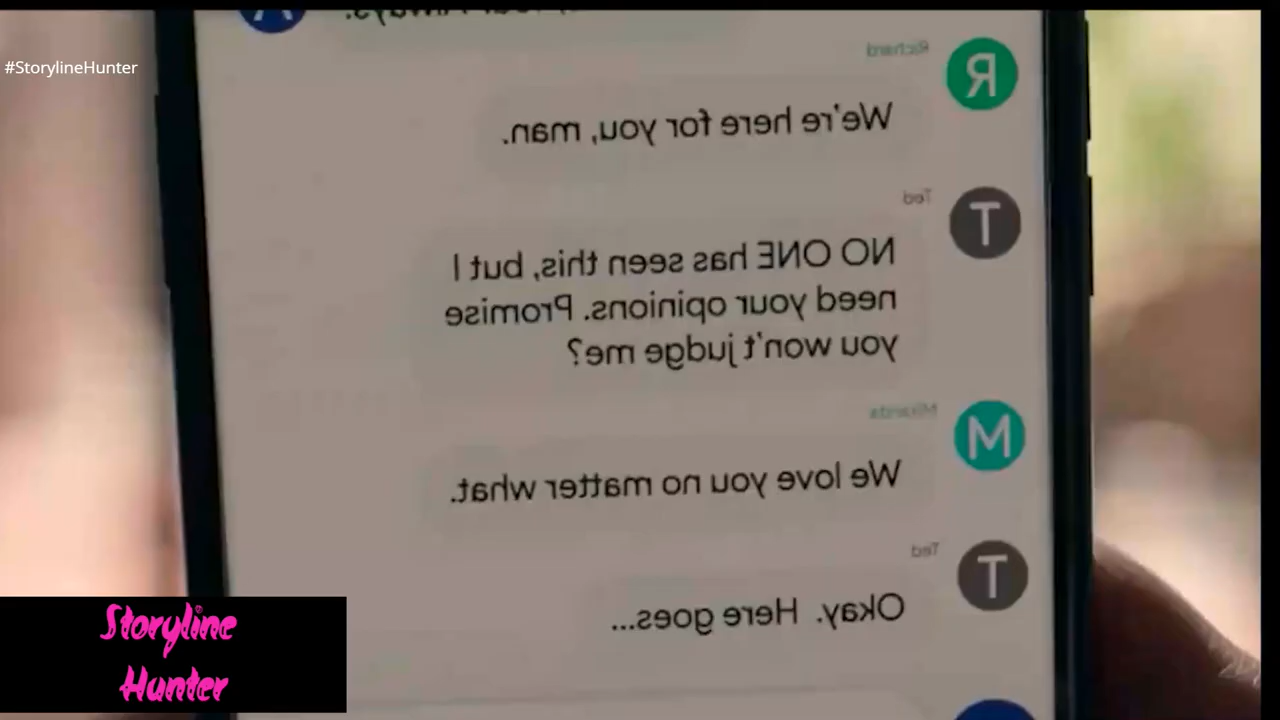 always.
#StorylineHunter
Richard
We're here for you, man.
Ted
NO ONE has seen this, but I
need your opinions. Promise
you won't judge me?
Miranda
We love you no matter what.
Ted
Okay. Here goes...
R
T
M
T
Storyline
Hunter